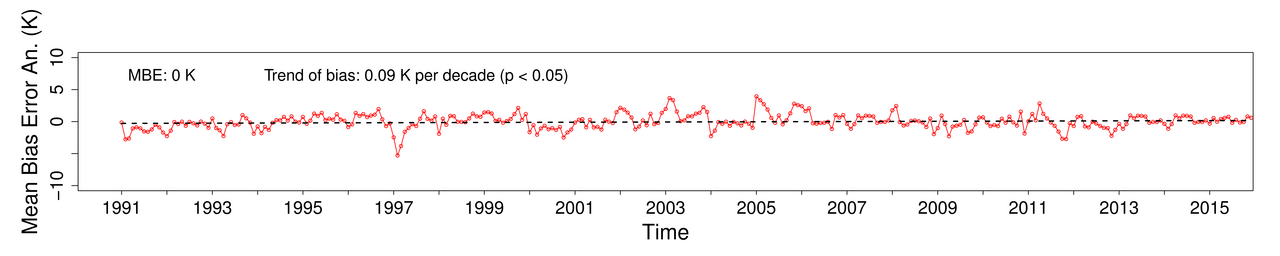 Mean Bias Error An. (K)
10
5
0
−10
MBE: 0 K
Trend of bias: 0.09 K per decade (p < 0.05)
1991 1993 1995 1997 1999 2001 2003 2005 2007 2009 2011 2013 2015
Time